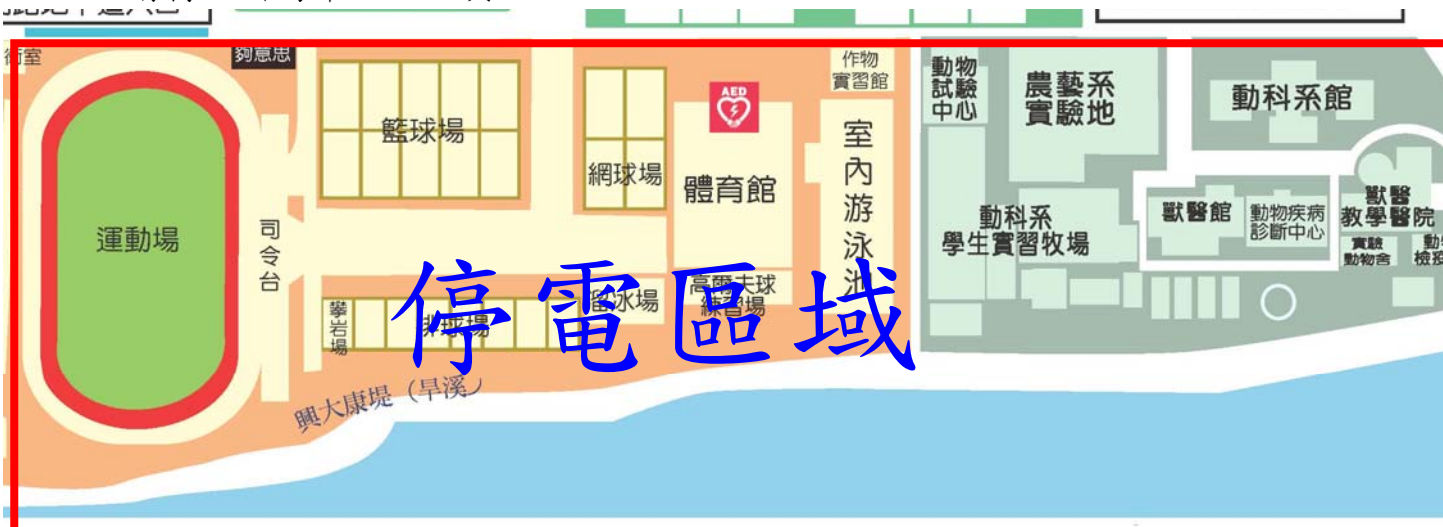 夠意思
作物
實習館
動物
試驗
中心
農藝系
實驗地
動科系館
AED
籃球場
網球場
體育館
室內游泳池
運動場
司令台
動科系
學生實習牧場
獸醫館
動物疾病
診斷中心
獸醫
教學醫院
實驗
動物舍
攀岩場
排球場
溜冰場
高爾夫球
練習場
停電區域
興大康堤（旱溪）